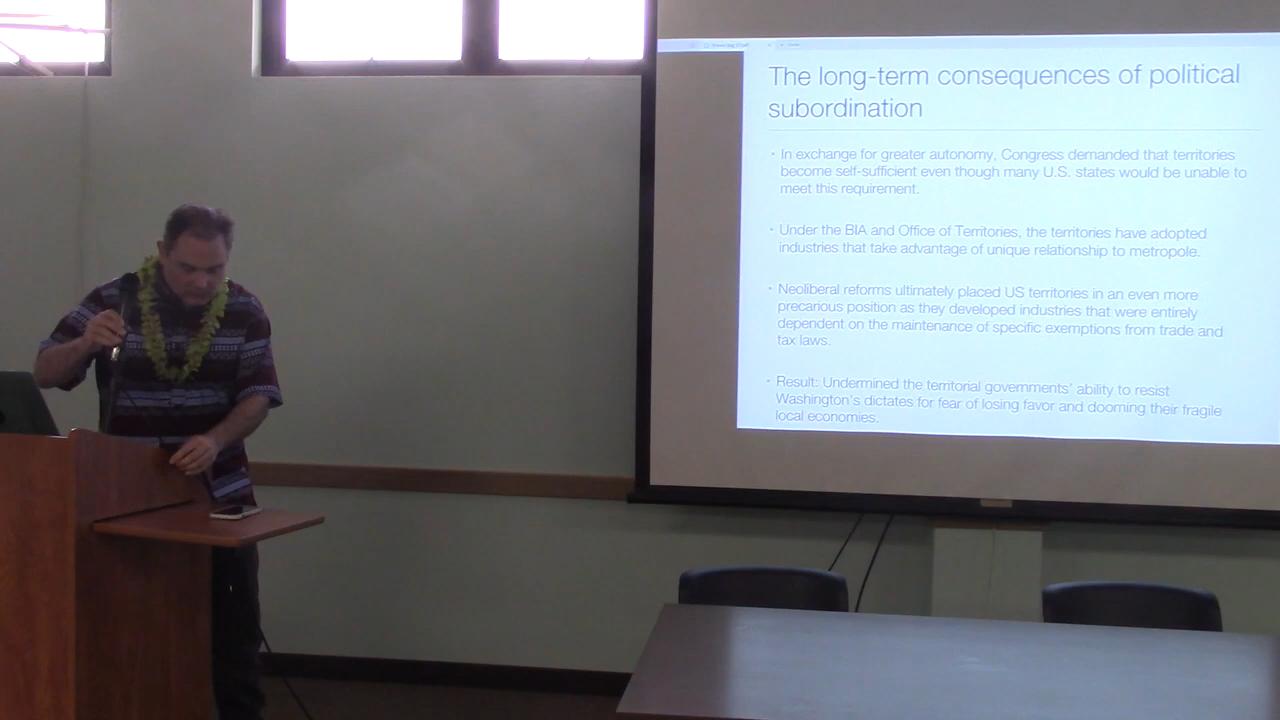 The long-term consequences of political
subordination
• In exchange for greater autonomy, Congress demanded that territories
become self-sufficient even though many U.S. states would be unable to
meet this requirement.
• Under the BIA and Office of Territories, the territories have adopted
industries that take advantage of unique relationship to metropole.
• Neoliberal reforms ultimately placed US territories in an even more
precarious position as they developed industries that were entirely
dependent on the maintenance of specific exemptions from trade and
tax laws.
• Result: Undermined the territorial governments' ability to resist
Washington's dictates for fear of losing favor and dooming their fragile
local economies.